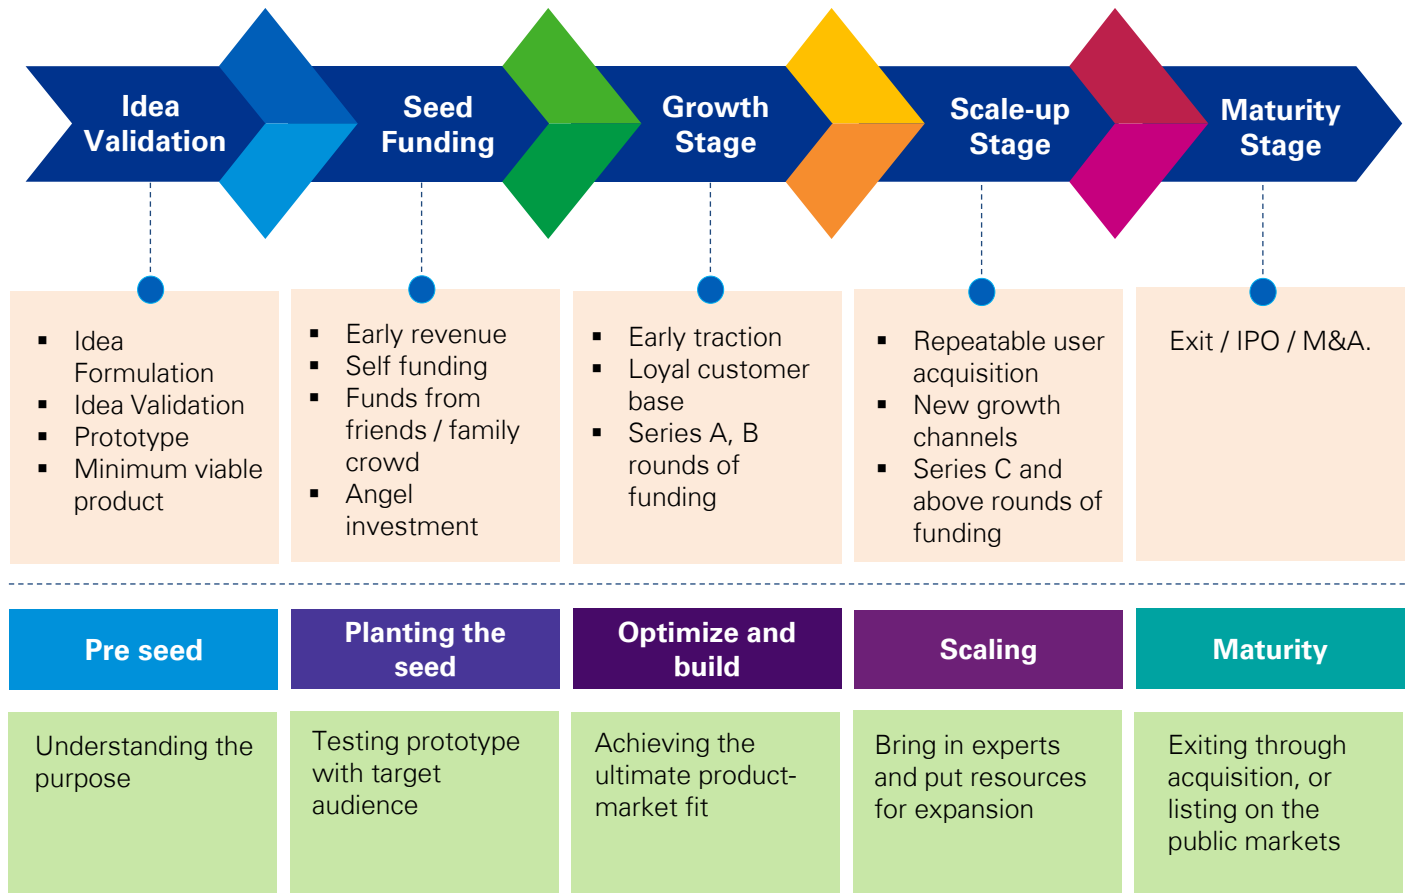 Idea
Validation
Seed
Funding
Growth
Stage
Scale-up
Stage
Maturity
Stage
▪ Idea
Formulation
▪ Idea Validation
▪ Prototype
▪ Minimum viable
product
▪ Early revenue
▪ Self funding
▪ Funds from
friends / family
crowd
▪ Angel
investment
▪ Early traction
▪ Loyal customer
base
▪ Series A, B
rounds of
funding
▪ Repeatable user
acquisition
▪ New growth
channels
▪ Series C and
above rounds of
funding
Exit / IPO / M&A.
Pre seed
Planting the
seed
Optimize and
build
Scaling
Maturity
Understanding the
purpose
Testing prototype
with target
audience
Achieving the
ultimate product-
market fit
Bring in experts
and put resources
for expansion
Exiting through
acquisition, or
listing on the
public markets